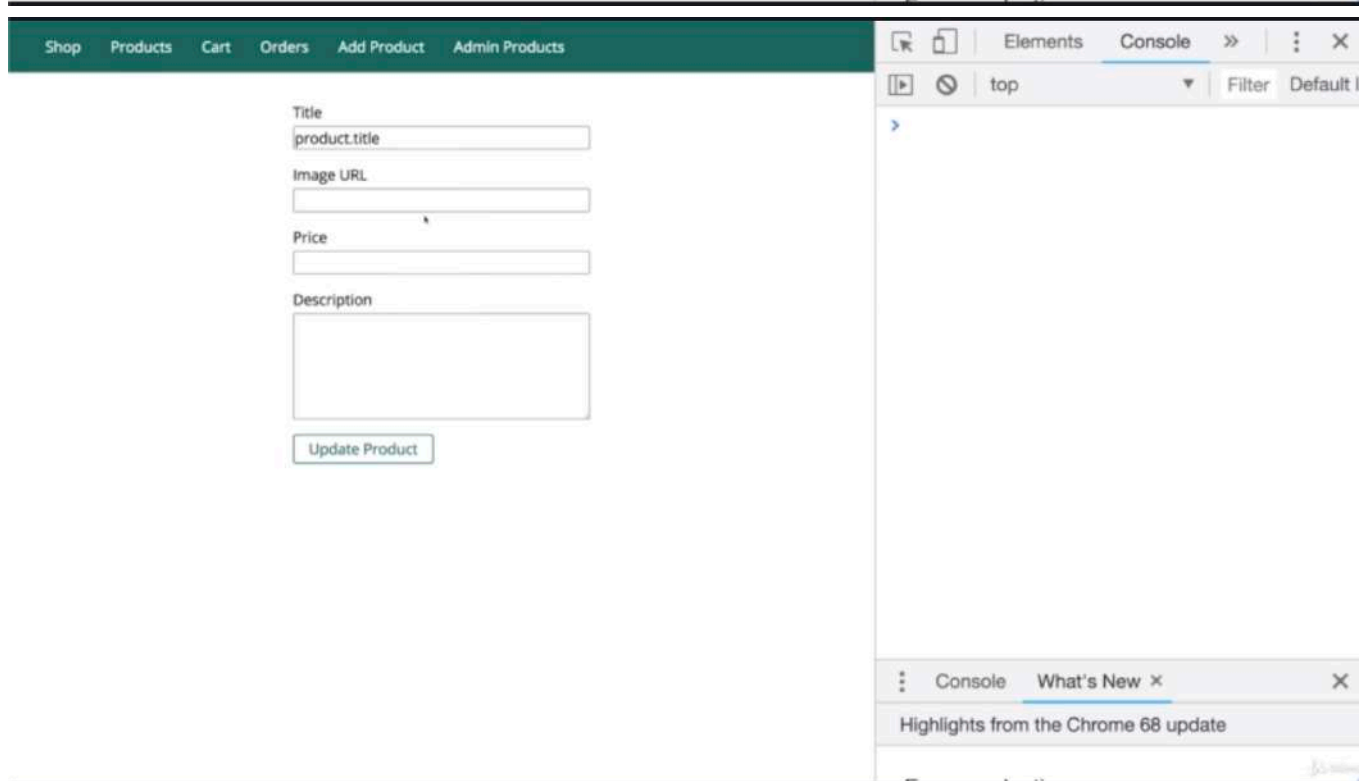 Shop Products Cart Orders Add Product Admin Products
Elements Console »
top Filter Default
Title
product.title
Image URL
Price
Description
Update Product
Console What's New ×
Highlights from the Chrome 68 update